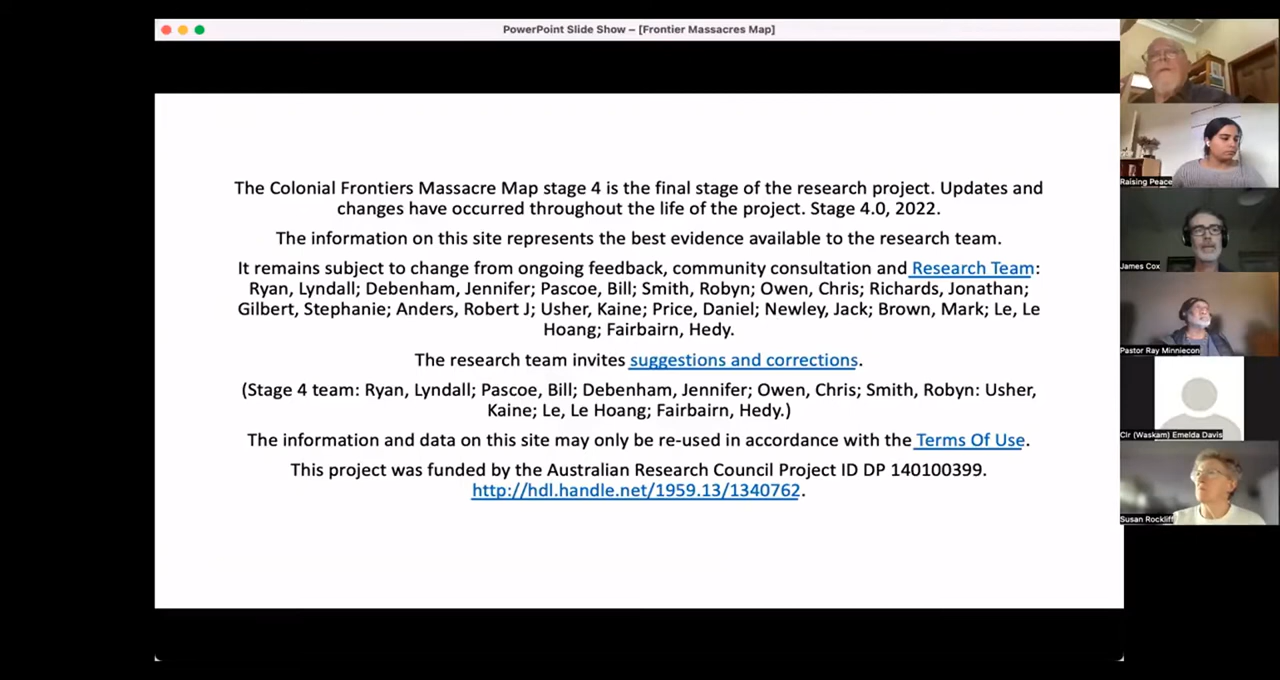 PowerPoint Slide Show – [Frontier Massacres Map]
The Colonial Frontiers Massacre Map stage 4 is the final stage of the research project. Updates and
changes have occurred throughout the life of the project. Stage 4.0, 2022.
The information on this site represents the best evidence available to the research team.
It remains subject to change from ongoing feedback, community consultation and Research Team:
Ryan, Lyndall; Debenham, Jennifer; Pascoe, Bill; Smith, Robyn; Owen, Chris; Richards, Jonathan;
Gilbert, Stephanie; Anders, Robert J; Usher, Kaine; Price, Daniel; Newley, Jack; Brown, Mark; Le, Le
Hoang; Fairbairn, Hedy.
The research team invites suggestions and corrections.
(Stage 4 team: Ryan, Lyndall; Pascoe, Bill; Debenham, Jennifer; Owen, Chris; Smith, Robyn: Usher,
Kaine; Le, Le Hoang; Fairbairn, Hedy.)
The information and data on this site may only be re-used in accordance with the Terms Of Use.
This project was funded by the Australian Research Council Project ID DP 140100399.
http://hdl.handle.net/1959.13/1340762.
Raising Peace
James Cox
Pastor Ray Minniecon
Clr (Waskam) Emelda Davis
Susan Rockliff